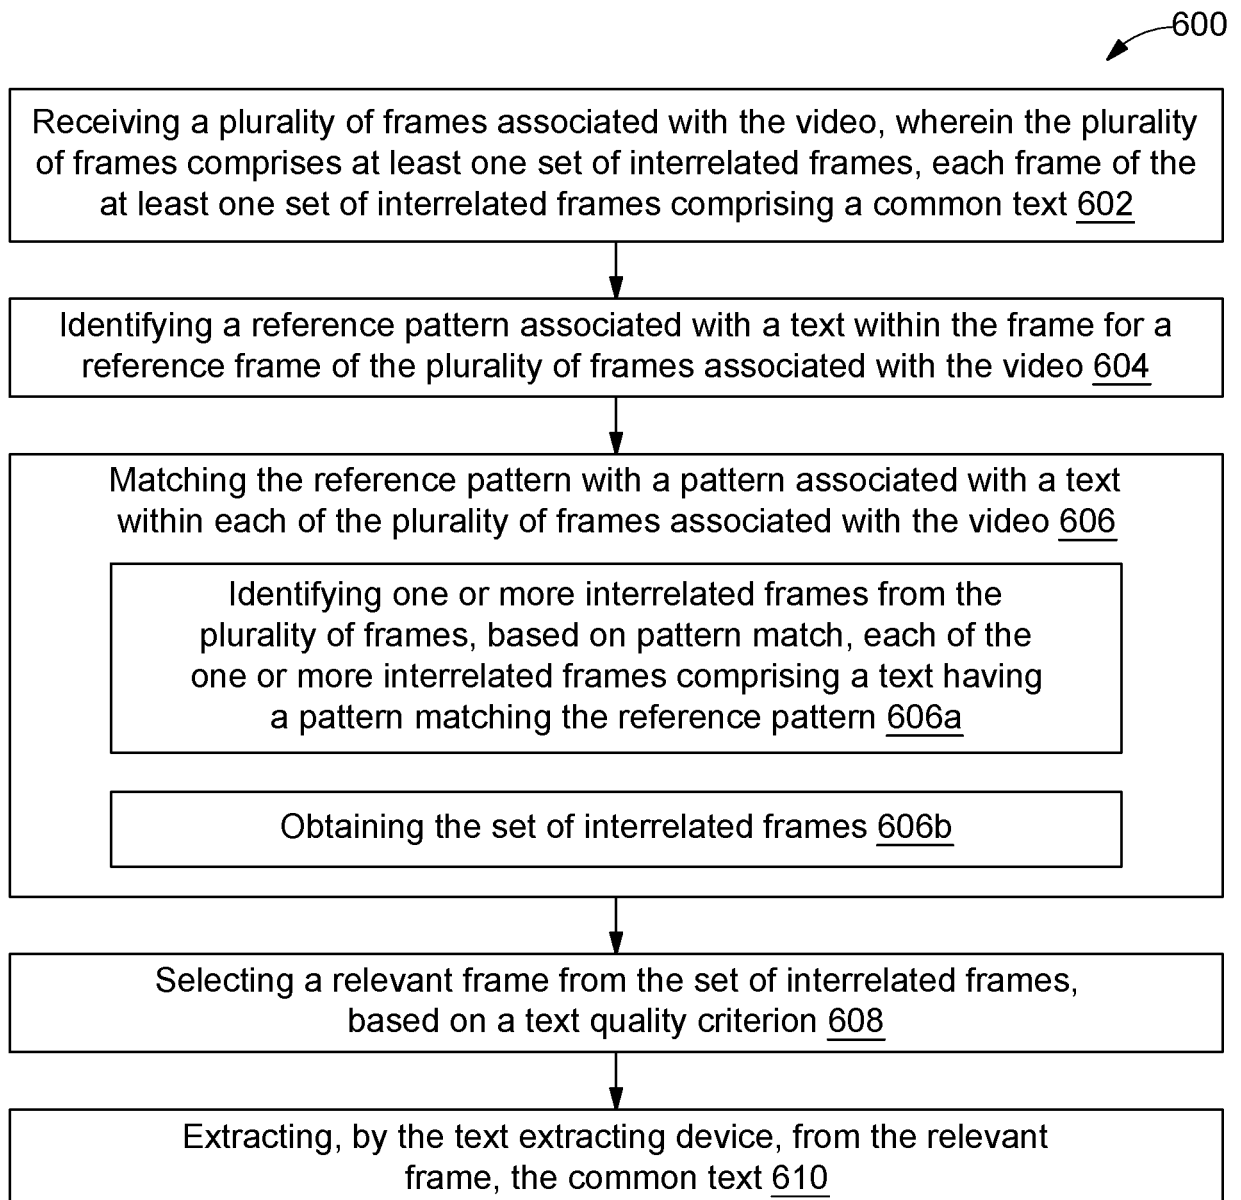 600
Receiving a plurality of frames associated with the video, wherein the plurality
of frames comprises at least one set of interrelated frames, each frame of the
at least one set of interrelated frames comprising a common text 602
Identifying a reference pattern associated with a text within the frame for a
reference frame of the plurality of frames associated with the video 604
Matching the reference pattern with a pattern associated with a text
within each of the plurality of frames associated with the video 606
Identifying one or more interrelated frames from the
plurality of frames, based on pattern match, each of the
one or more interrelated frames comprising a text having
a pattern matching the reference pattern 606a
Obtaining the set of interrelated frames 606b
Selecting a relevant frame from the set of interrelated frames,
based on a text quality criterion 608
Extracting, by the text extracting device, from the relevant
frame, the common text 610